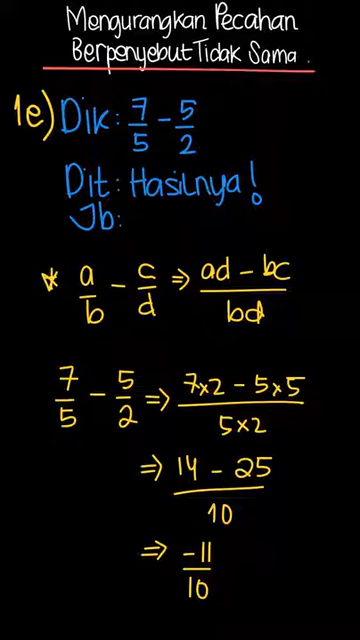 Mengurangkan Pecahan
Berpenyebut Tidak Sama.
1e) Dik: 7/5 - 5/2
Dit: Hasilnya!
Jb:
* a/b - c/d ⇒ ad - bc/bd
7/5 - 5/2 ⇒ 7×2 - 5×5/5×2
⇒ 14 - 25/10
⇒ -11/10